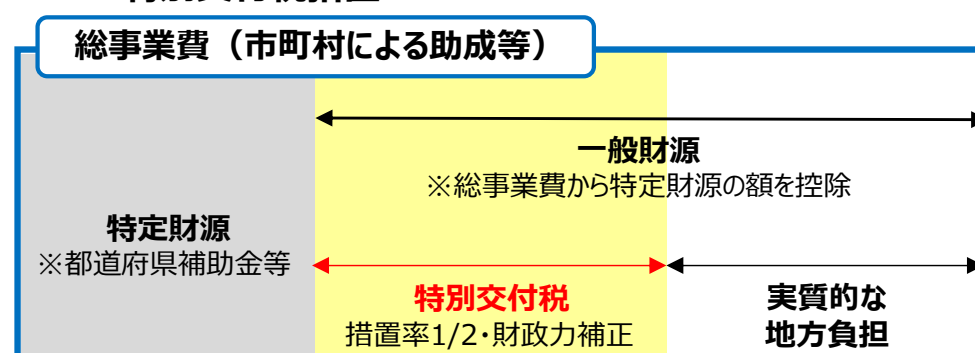 総事業費（市町村による助成等）
一般財源
※総事業費から特定財源の額を控除
特定財源
※都道府県補助金等
特別交付税
措置率1/2・財政力補正
実質的な
地方負担